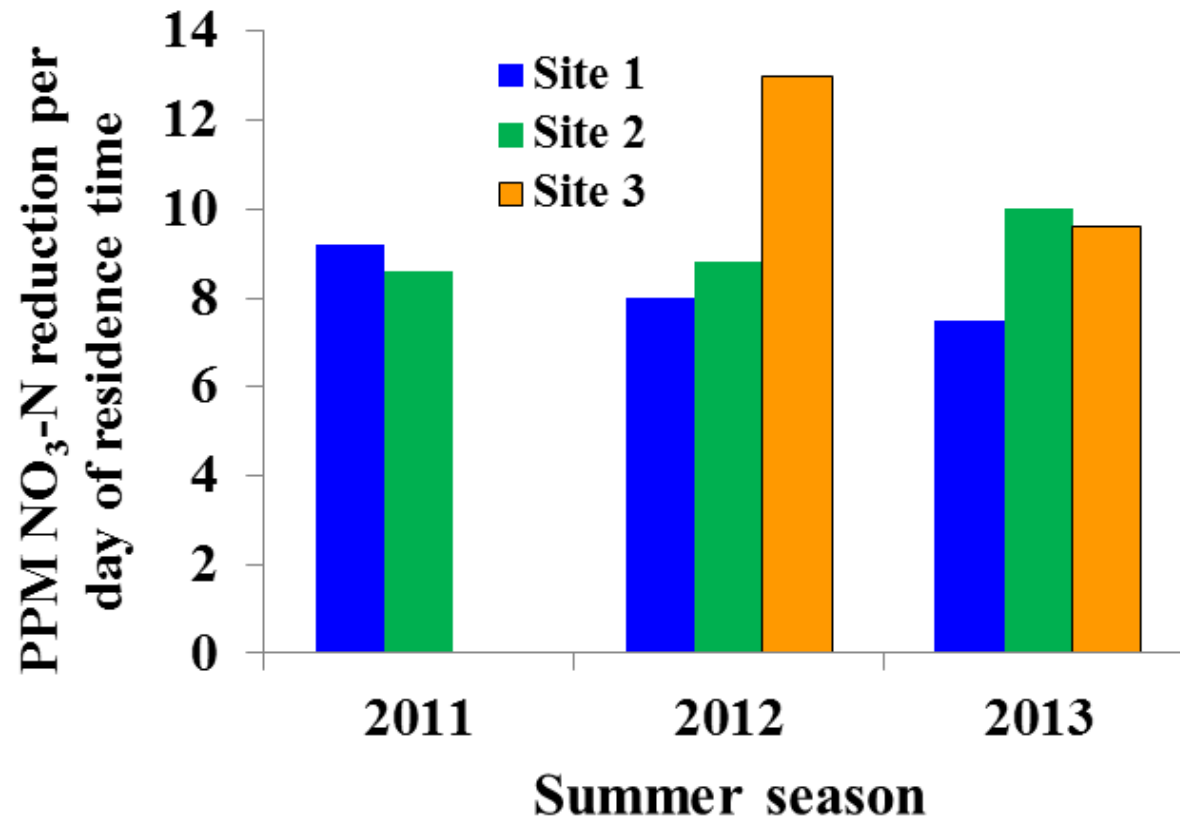 PPM NO₃-N reduction per
day of residence time
14
12
10
8
6
4
2
0
Site 1
Site 2
Site 3
2011 2012 2013
Summer season